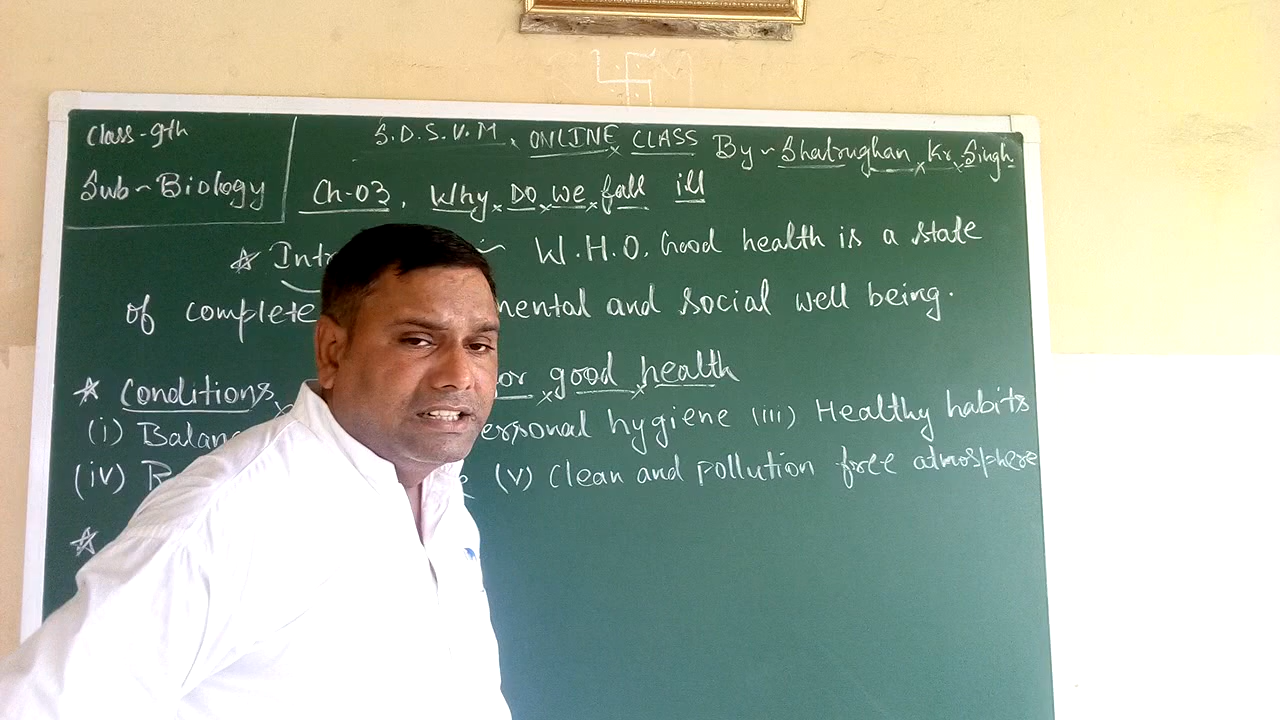 Class-9th
S.D.S.V.M, ONLINE CLASS By ~ Shatrughan Kr. Singh
Sub ~ Biology
Ch-03. Why DO we fall ill
W.H.O. Good health is a state
of complete mental and social well being.
Conditions good health
(i) hygiene (iii) Healthy habits
(iv) (v) Clean and pollution free atmosphere